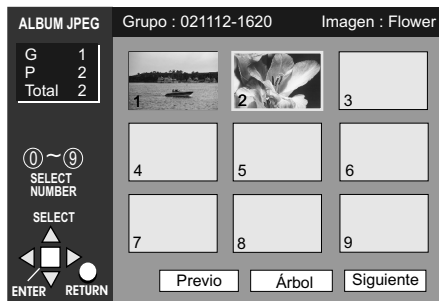 ALBUM JPEG
G 1
P 2
Total 2
0~9
SELECT
NUMBER
SELECT
ENTER RETURN
Grupo : 021112-1620 Imagen : Flower
1 2 3
4 5 6
7 8 9
Previo Árbol Siguiente